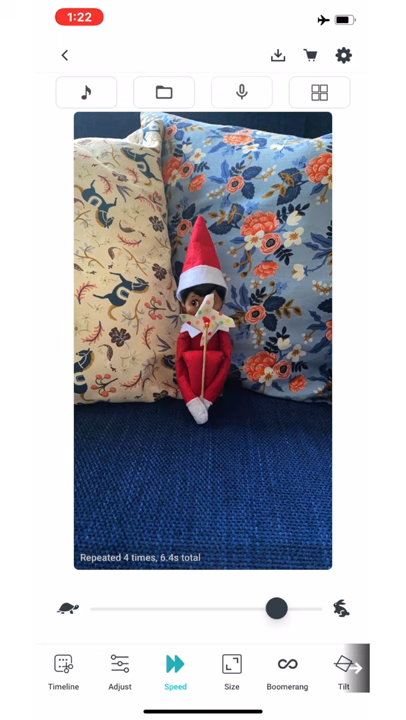 1:22
Repeated 4 times, 6.4s total
Timeline
Adjust
Speed
Size
Boomerang
Tilt